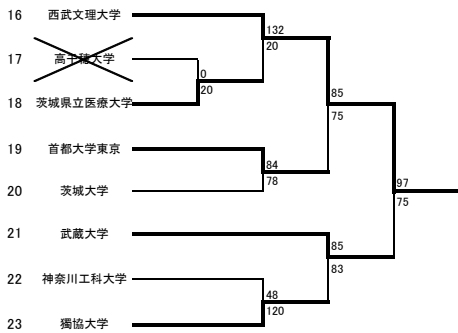 16 西武文理大学
132
20
17 高千穂大学
0
20
18 茨城県立医療大学
85
75
19 首都大学東京
84
78
20 茨城大学
97
75
21 武蔵大学
85
83
22 神奈川工科大学
48
120
23 獨協大学